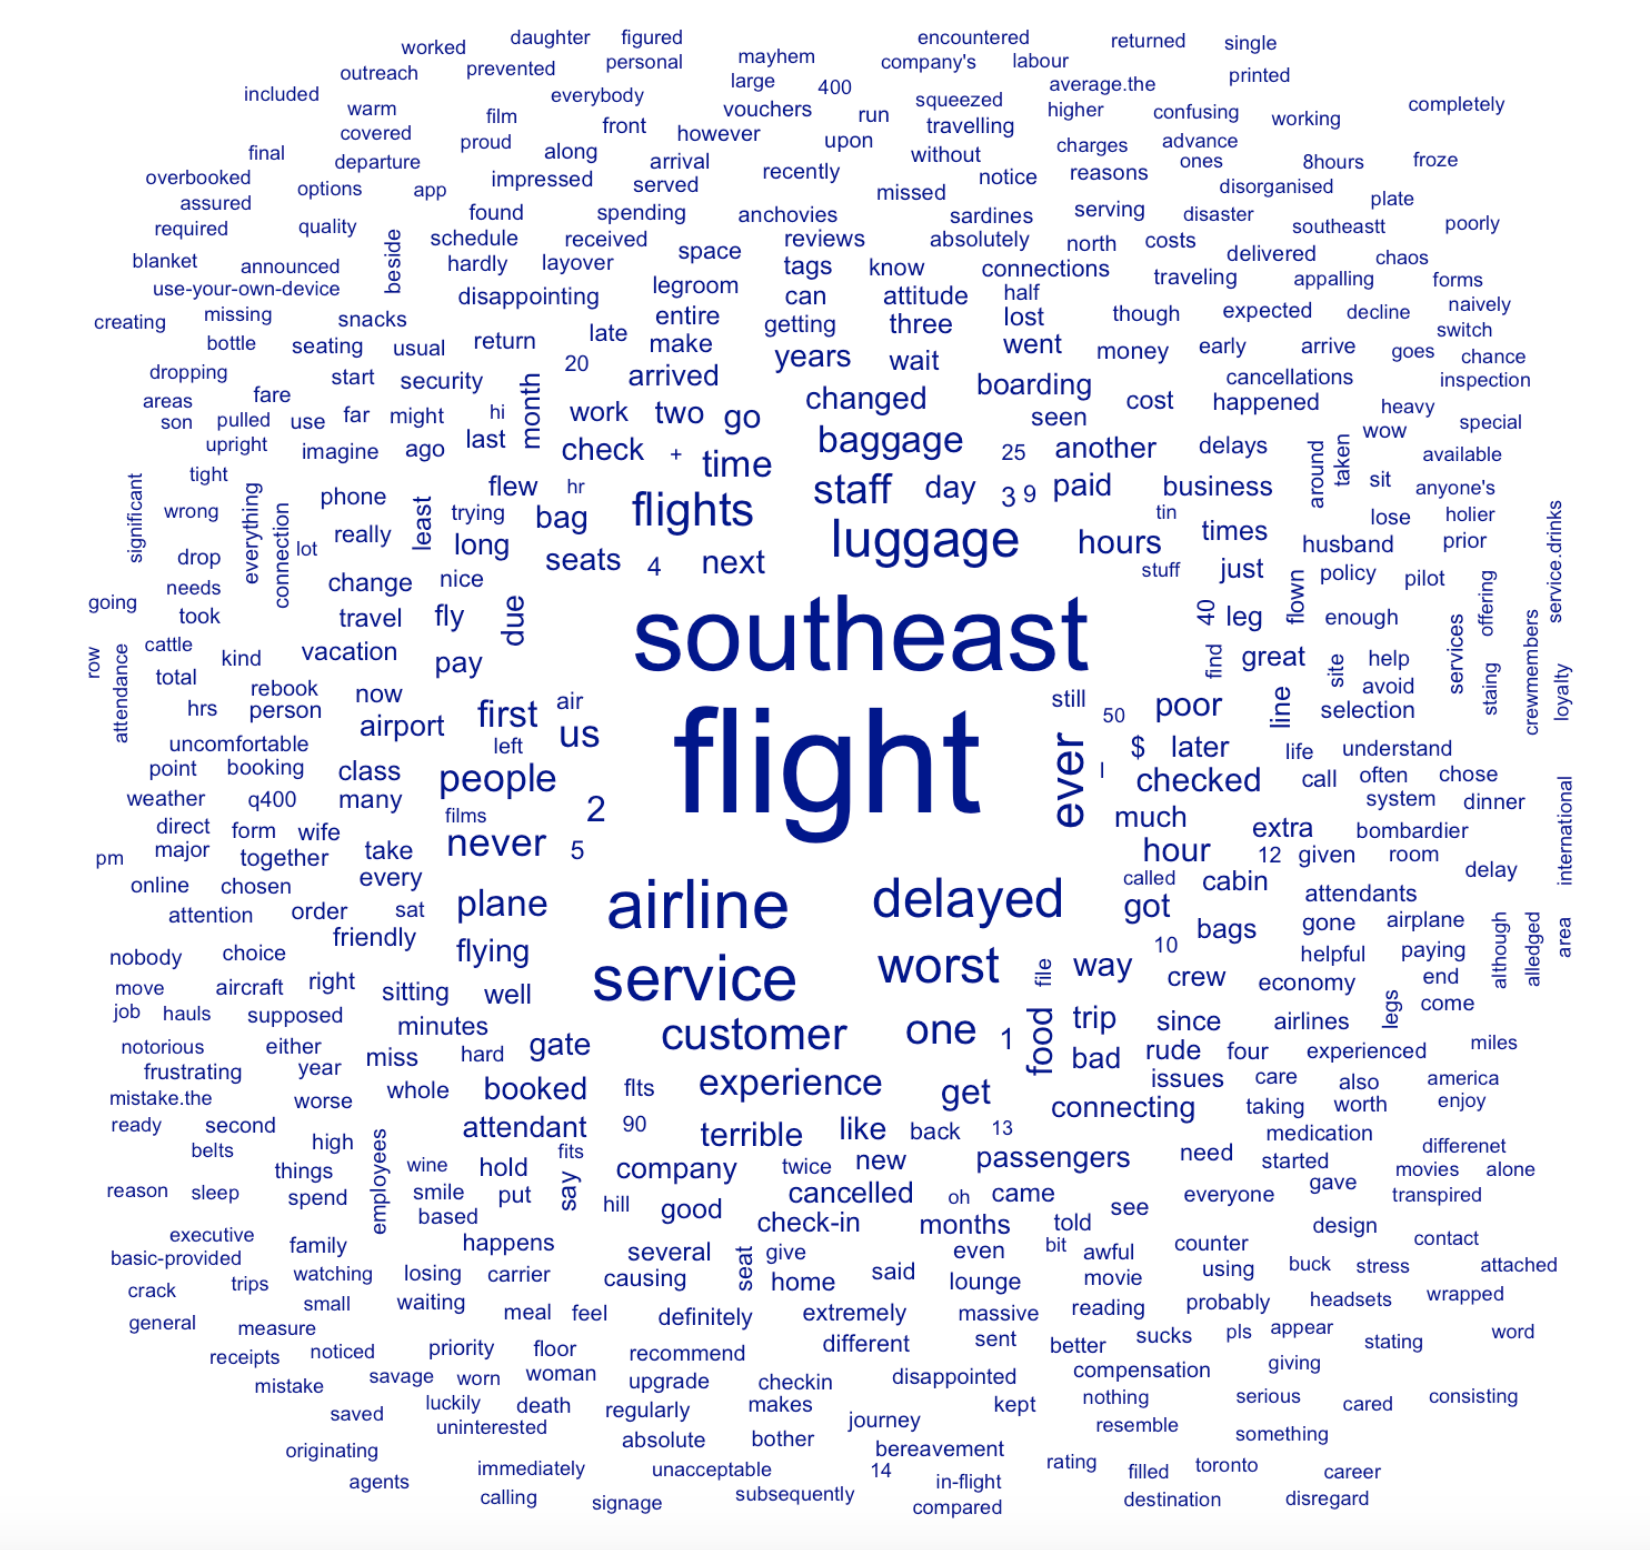 daughter figured encountered returned single
worked mayhem company's labour
outreach prevented personal large 400 average.the printed
included everybody squeezed higher completely
warm film vouchers run confusing working
covered proud front however upon travelling charges advance
final departure along arrival without ones 8hours froze
overbooked options app impressed served recently missed notice reasons disorganised plate
assured found spending anchovies sardines serving disaster southeastt poorly
required quality beside schedule received space reviews absolutely north costs delivered chaos
blanket announced hardly layover tags know connections traveling appalling forms
use-your-own-device disappointing legroom can attitude half expected decline naively
creating missing snacks late entire getting three lost though switch
bottle seating usual return make years wait went money early arrive goes chance
dropping start security 20 arrived boarding cancellations inspection
areas fare month changed cost happened heavy
son pulled use far might hi work two go seen wow special
upright imagine ago last check + time baggage 25 another delays around taken available
tight flew hr staff day 3 9 paid business sit anyone's
significant wrong everything connection phone least trying bag flights tin times lose holier service.drinks
drop lot really long seats 4 next luggage hours husband prior
needs change nice stuff just flown policy pilot offering
going took travel fly due southeast 40 leg enough services crewmembers
row attendance cattle kind vacation pay find great site help staing loyalty
total rebook now avoid
hrs person airport first air us still 50 poor line selection
uncomfortable left flight ever $ later life understand
point booking class people l checked call often chose international
weather q400 many films 2 much system dinner
direct form wife never 5 extra bombardier
pm major together take hour 12 given room
online chosen every called cabin delay
attention order sat plane airline delayed got attendants
friendly bags gone airplane although alledged area
nobody choice flying 10 helpful paying
move aircraft right sitting well service worst file way crew economy end
job hauls supposed minutes customer one 1 food trip since airlines legs come
notorious either miss hard gate bad rude four experienced miles
frustrating year whole booked flts experience get issues care also america
mistake.the worse connecting taking worth enjoy
ready second attendant 90 terrible like back 13 medication
belts high employees fits differenet
things wine hold say company twice new passengers need started movies alone
reason sleep spend smile put hill good cancelled oh came see everyone gave transpired
executive based check-in months told design
basic-provided family happens several seat give even bit awful counter contact
crack trips watching losing carrier causing home said lounge movie using buck stress attached
general small waiting meal feel definitely extremely massive reading probably headsets wrapped
measure different sent better sucks pls appear stating word
receipts noticed priority floor recommend compensation giving
mistake savage worn woman upgrade checkin disappointed
saved luckily death regularly makes journey kept nothing serious cared consisting
uninterested absolute bother resemble something
originating bereavement
agents immediately unacceptable 14 in-flight rating filled toronto career
calling signage subsequently compared destination disregard